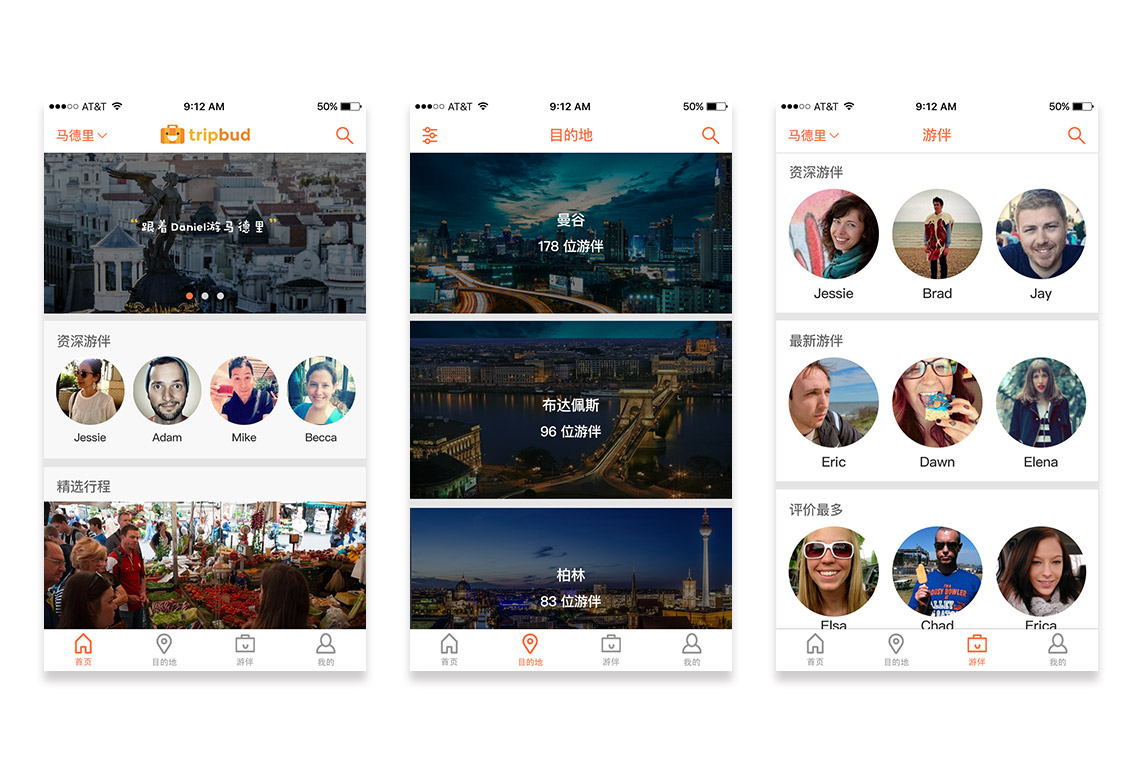 AT&T 9:12 AM 50%
马德里 tripbud
“跟着Daniel游马德里”
资深游伴
Jessie Adam Mike Becca
精选行程
首页 目的地 游伴 我的
AT&T 9:12 AM 50%
目的地
曼谷
178 位游伴
布达佩斯
96 位游伴
柏林
83 位游伴
首页 目的地 游伴 我的
AT&T 9:12 AM 50%
马德里 游伴
资深游伴
Jessie Brad Jay
最新游伴
Eric Dawn Elena
评价最多
Elsa Chad Erica
首页 目的地 游伴 我的